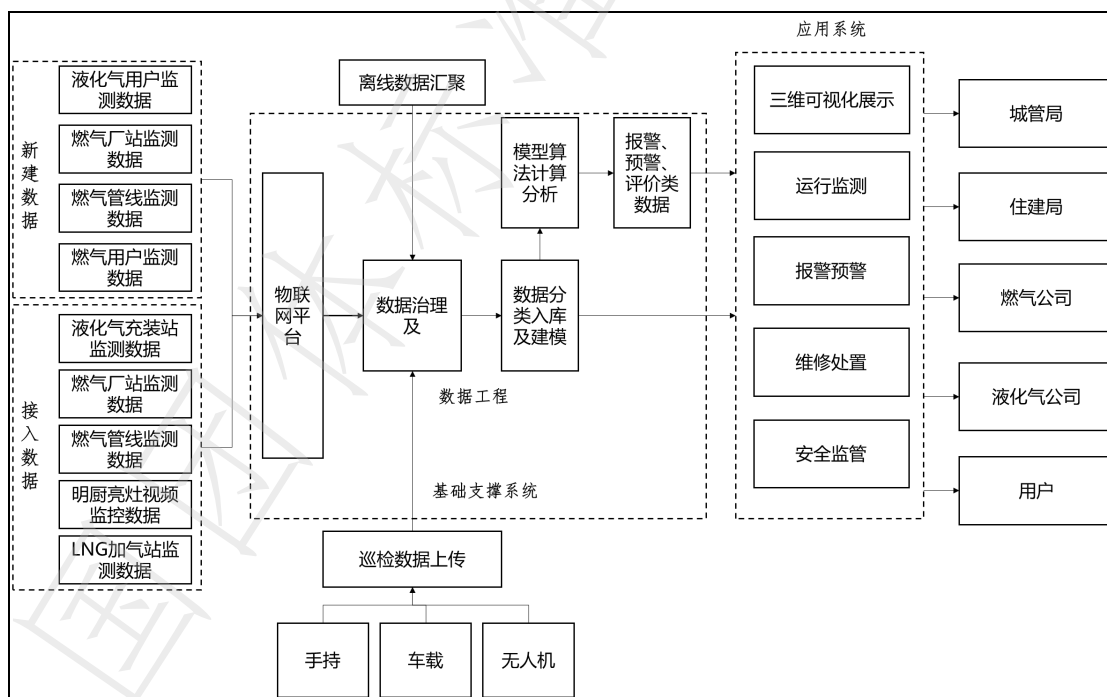 应用系统
新建数据
液化气用户监
测数据
燃气厂站监测
数据
燃气管线监测
数据
燃气用户监测
数据
接入数据
液化气充装站
监测数据
燃气厂站监测
数据
燃气管线监测
数据
明厨亮灶视频
监控数据
LNG加气站监
测数据
离线数据汇聚
物联
网平
台
数据治理
及
模型算
法计算
分析
报警、
预警、
评价类
数据
数据分
类入库
及建模
数据工程
基础支撑系统
巡检数据上传
手持
车载
无人机
三维可视化展示
运行监测
报警预警
维修处置
安全监管
城管局
住建局
燃气公司
液化气公司
用户
国团体标准